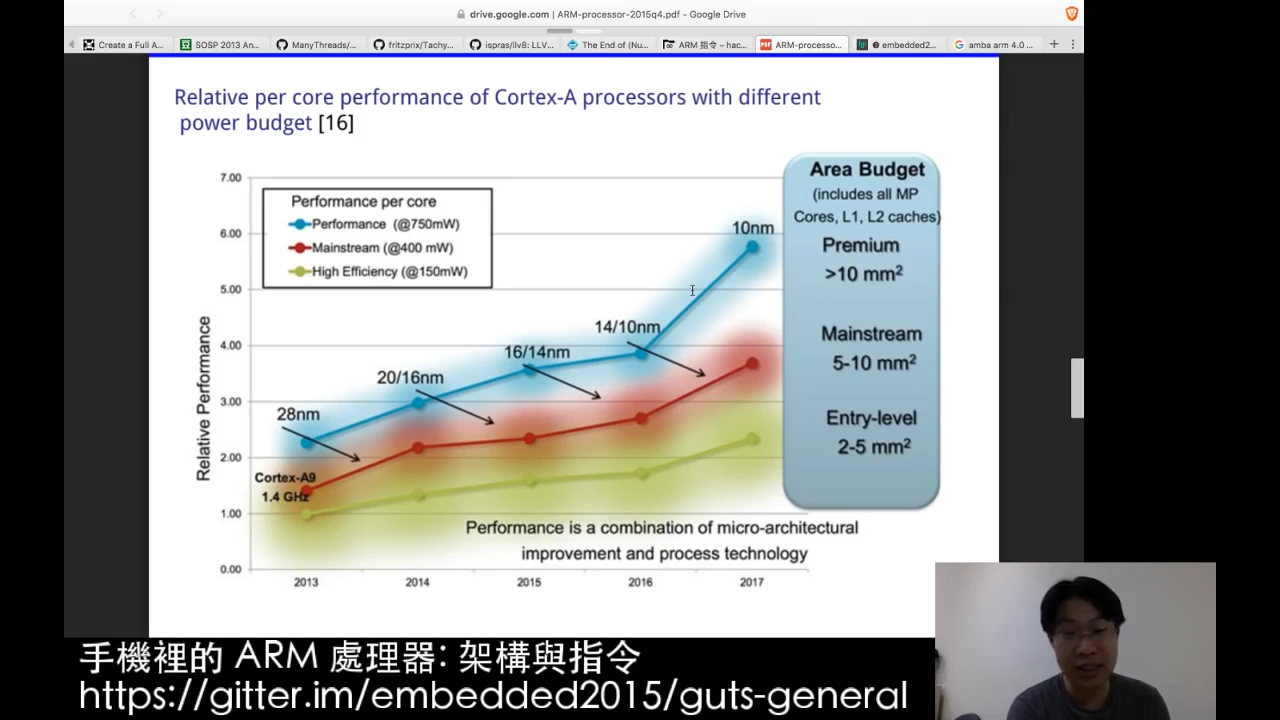 drive.google.com | ARM-processor-2015q4.pdf - Google Drive
Create a Full A...
SOSP 2013 An...
ManyThreads/...
fritzprix/Tachy...
ispras/llv8: LLV...
The End of (Nu...
ARM 指令 – hac...
ARM-processo...
embedded2...
amba arm 4.0 ...
Relative per core performance of Cortex-A processors with different
power budget [16]
7.00
6.00
5.00
4.00
3.00
2.00
1.00
0.00
Relative Performance
Performance per core
Performance (@750mW)
Mainstream (@400 mW)
High Efficiency (@150mW)
28nm
20/16nm
16/14nm
14/10nm
10nm
Cortex-A9
1.4 GHz
Performance is a combination of micro-architectural
improvement and process technology
2013
2014
2015
2016
2017
Area Budget
(includes all MP
Cores, L1, L2 caches)
Premium
>10 mm²
Mainstream
5-10 mm²
Entry-level
2-5 mm²
手機裡的 ARM 處理器: 架構與指令
https://gitter.im/embedded2015/guts-general